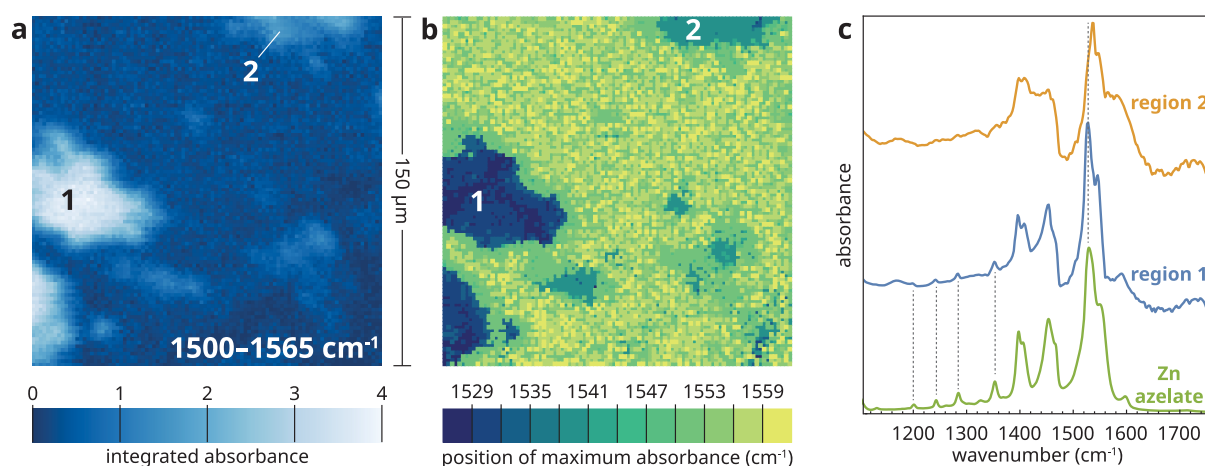 a
2
1
1500–1565 cm-1
150 µm
0 1 2 3 4
integrated absorbance
b
2
1
1529 1535 1541 1547 1553 1559
position of maximum absorbance (cm-1)
c
region 2
region 1
Zn
azelate
absorbance
1200 1300 1400 1500 1600 1700
wavenumber (cm-1)